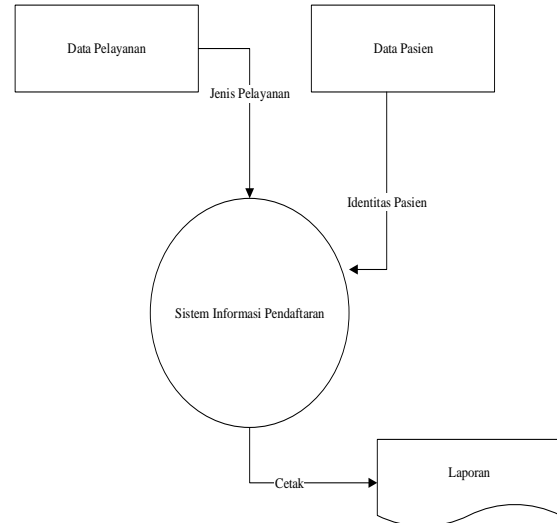 Data Pelayanan
Data Pasien
Jenis Pelayanan
Identitas Pasien
Sistem Informasi Pendaftaran
Laporan
Cetak